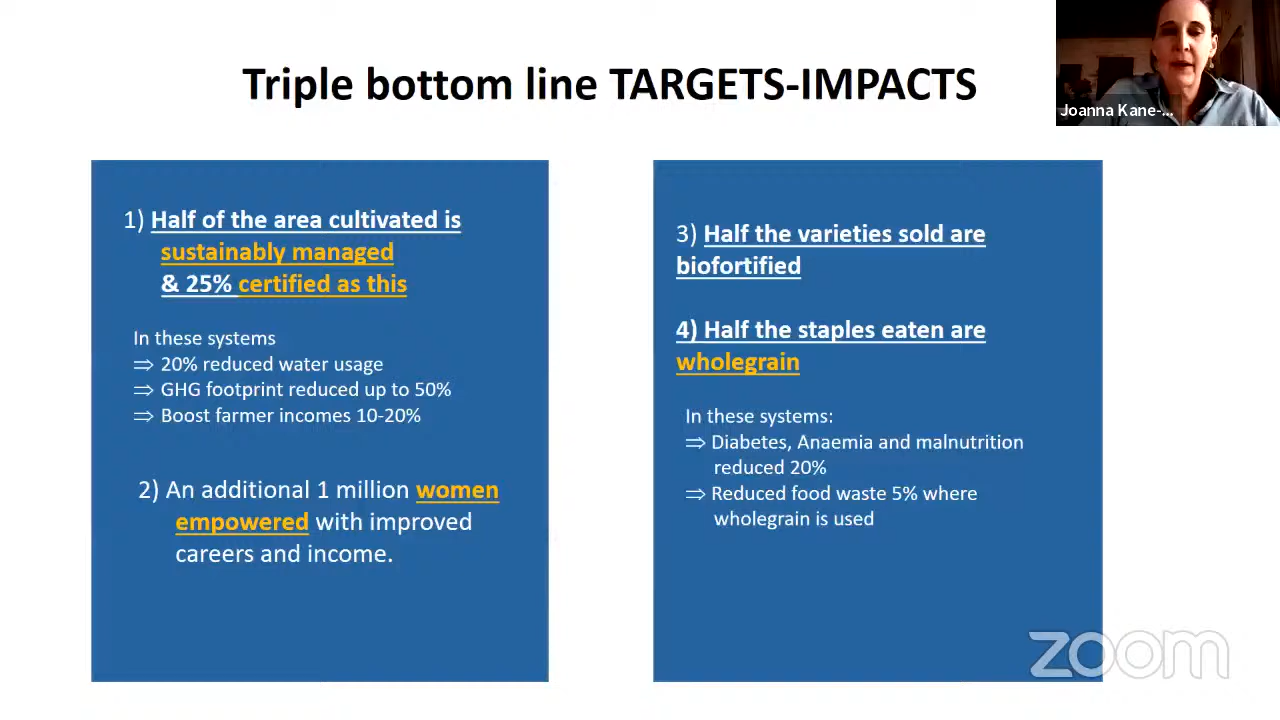 Triple bottom line TARGETS-IMPACTS
Joanna Kane-...
1) Half of the area cultivated is
sustainably managed
& 25% certified as this
In these systems
⇒ 20% reduced water usage
⇒ GHG footprint reduced up to 50%
⇒ Boost farmer incomes 10-20%
2) An additional 1 million women
empowered with improved
careers and income.
3) Half the varieties sold are
biofortified
4) Half the staples eaten are
wholegrain
In these systems:
⇒ Diabetes, Anaemia and malnutrition
reduced 20%
⇒ Reduced food waste 5% where
wholegrain is used
zoom